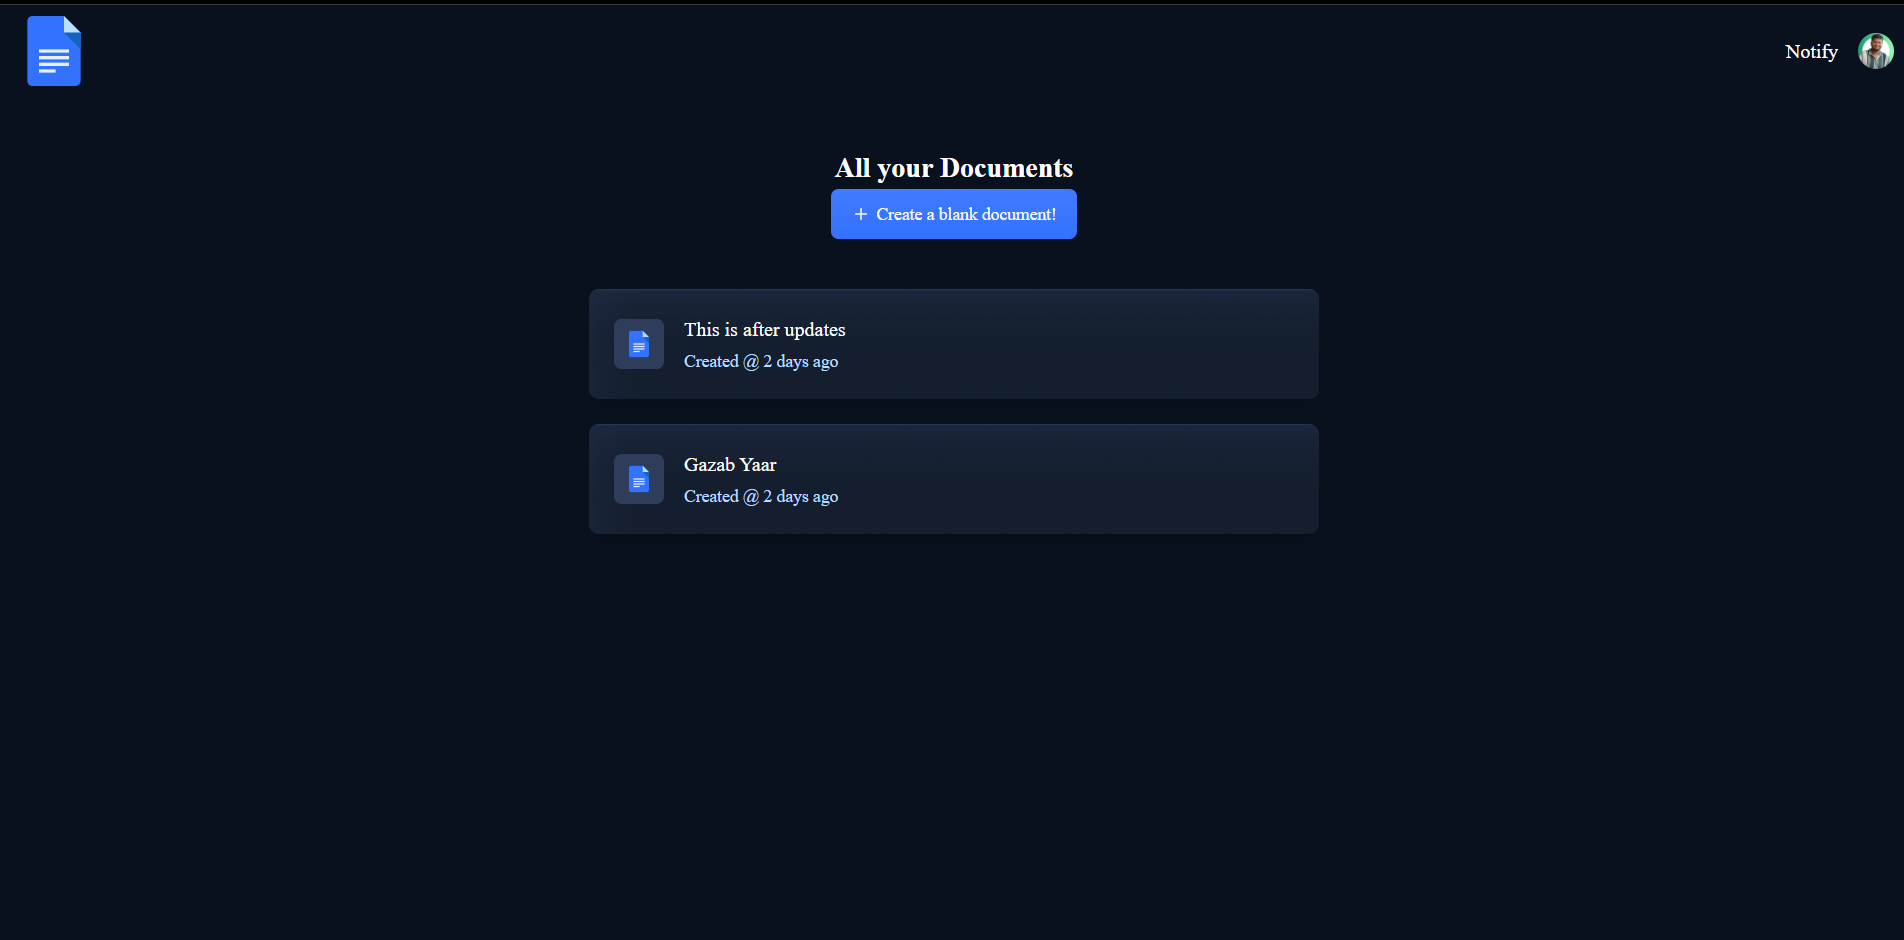 Notify
All your Documents
+ Create a blank document!
This is after updates
Created @ 2 days ago
Gazab Yaar
Created @ 2 days ago